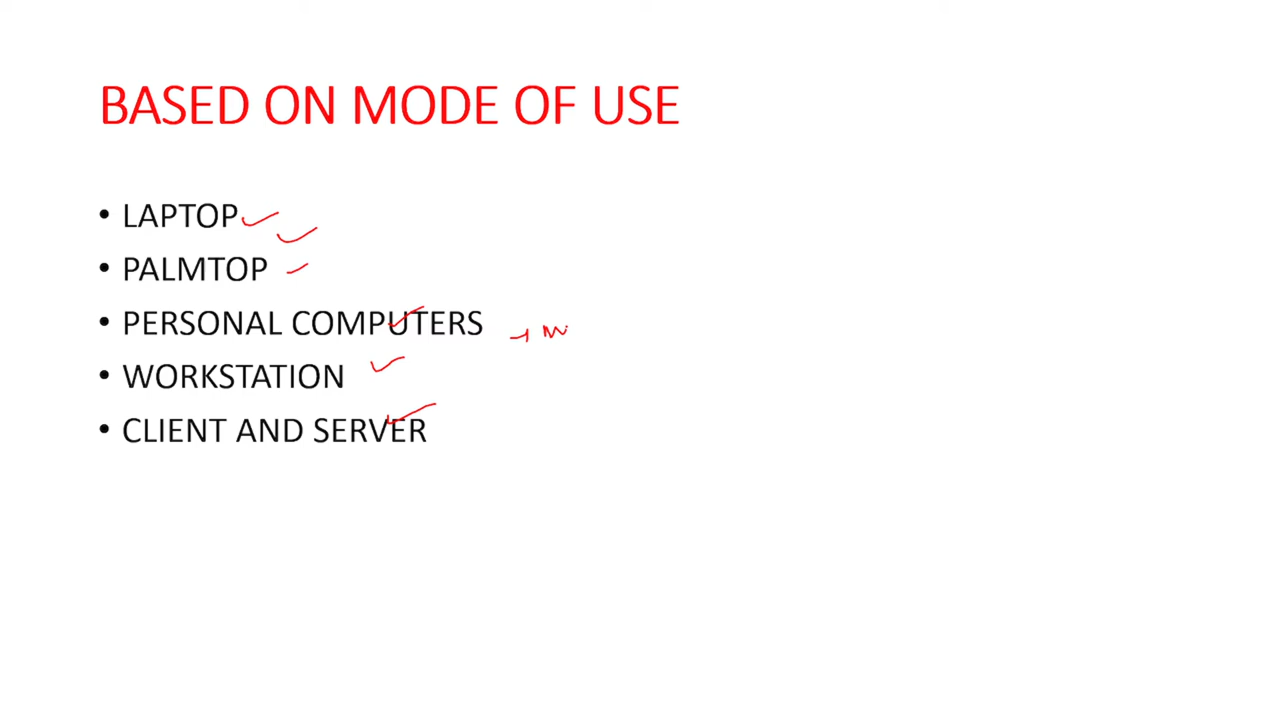 BASED ON MODE OF USE
• LAPTOP
• PALMTOP
• PERSONAL COMPUTERS
• WORKSTATION
• CLIENT AND SERVER